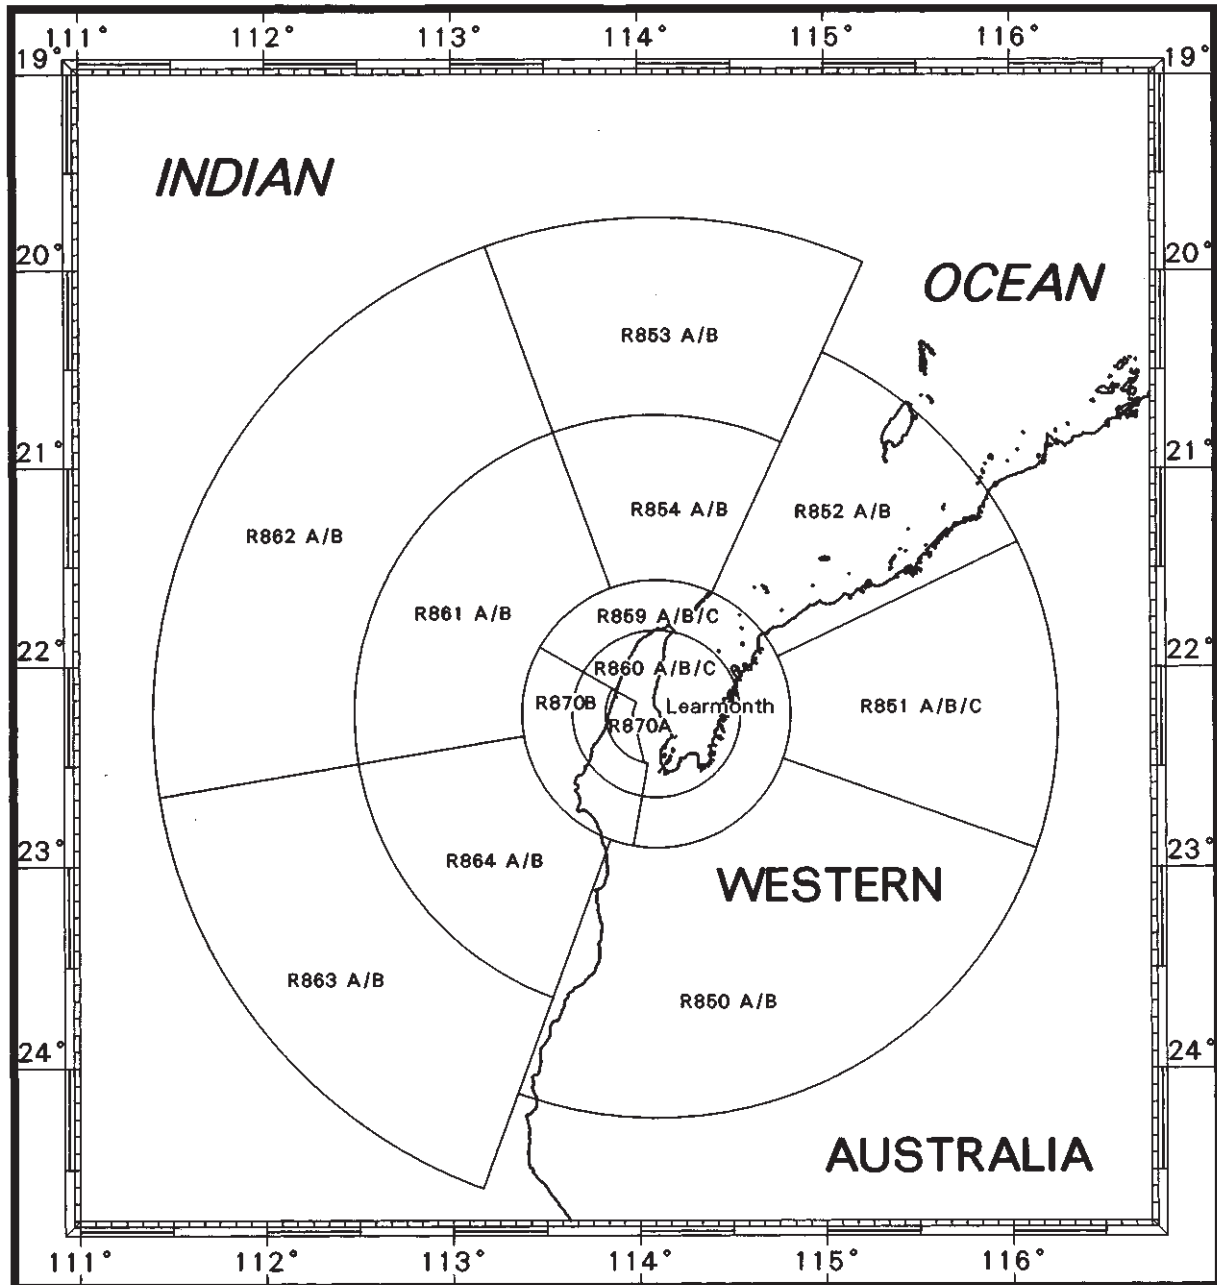 111° 112° 113° 114° 115° 116°
19° 19°
INDIAN
20° 20°
OCEAN
R853 A/B
21° 21°
R854 A/B
R852 A/B
R862 A/B
R861 A/B
R859 A/B/C
22° 22°
R860 A/B/C
R870B
Learmonth
R851 A/B/C
R870A
23° 23°
R864 A/B
WESTERN
R863 A/B
R850 A/B
24° 24°
AUSTRALIA
111° 112° 113° 114° 115° 116°